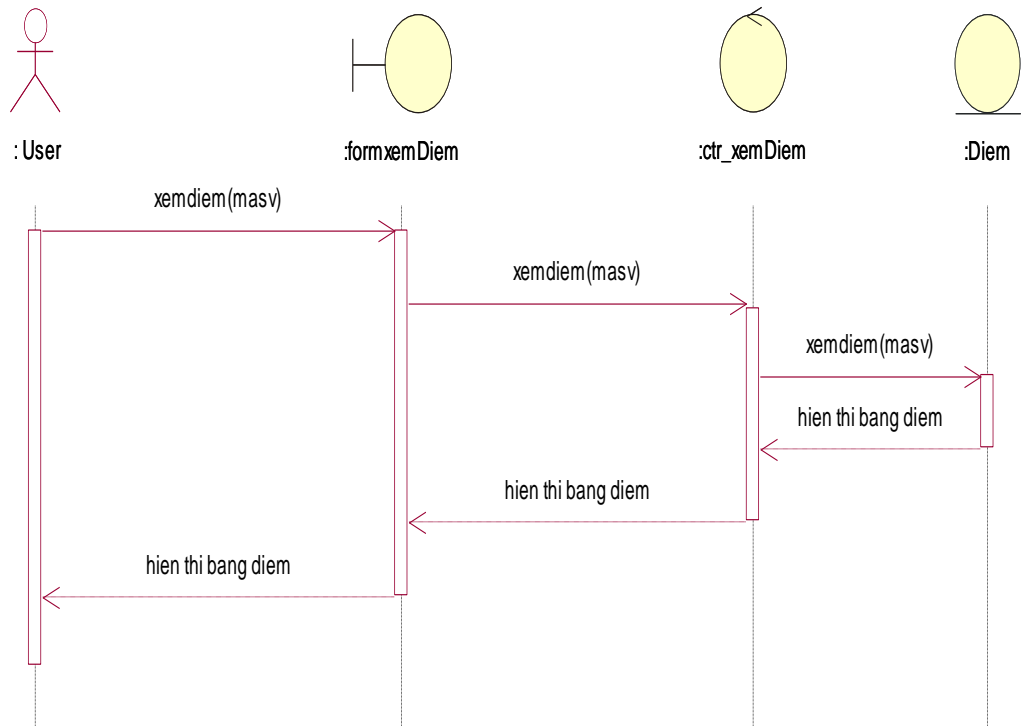 : User
:formxemDiem
:ctr_xemDiem
:Diem
xemdiem(masv)
xemdiem(masv)
xemdiem(masv)
hien thi bang diem
hien thi bang diem
hien thi bang diem